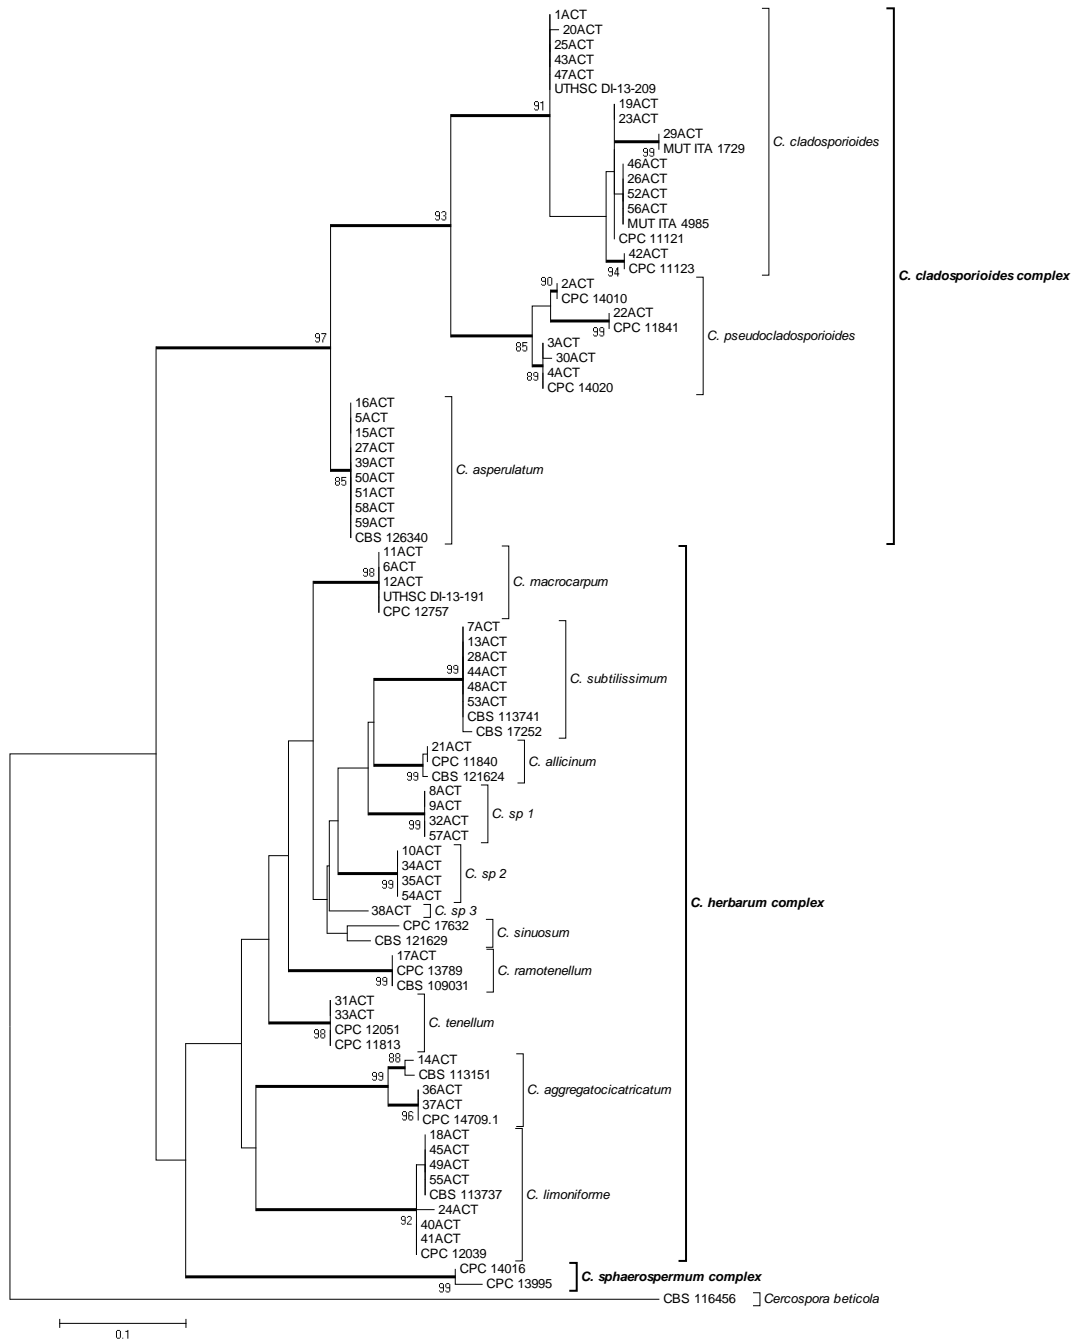 1ACT
20ACT
25ACT
43ACT
47ACT
UTHSC DI-13-209
91
19ACT
23ACT
29ACT
MUT ITA 1729
99
C. cladosporioides
46ACT
26ACT
52ACT
56ACT
MUT ITA 4985
CPC 11121
42ACT
CPC 11123
94
93
C. cladosporioides complex
90
2ACT
CPC 14010
22ACT
CPC 11841
99
C. pseudocladosporioides
85
3ACT
30ACT
4ACT
CPC 14020
89
97
16ACT
5ACT
15ACT
27ACT
39ACT
50ACT
51ACT
58ACT
59ACT
CBS 126340
85
C. asperulatum
11ACT
6ACT
12ACT
UTHSC DI-13-191
CPC 12757
98
C. macrocarpum
7ACT
13ACT
28ACT
44ACT
48ACT
53ACT
CBS 113741
CBS 17252
99
C. subtilissimum
21ACT
CPC 11840
CBS 121624
99
C. allicinum
8ACT
9ACT
32ACT
57ACT
99
C. sp 1
10ACT
34ACT
35ACT
54ACT
99
C. sp 2
38ACT
C. sp 3
C. herbarum complex
CPC 17632
CBS 121629
C. sinuosum
17ACT
CPC 13789
CBS 109031
99
C. ramotenellum
31ACT
33ACT
CPC 12051
CPC 11813
98
C. tenellum
88
14ACT
CBS 113151
99
36ACT
37ACT
CPC 14709.1
96
C. aggregatocicatricatum
18ACT
45ACT
49ACT
55ACT
CBS 113737
24ACT
40ACT
41ACT
CPC 12039
92
C. limoniforme
CPC 14016
CPC 13995
99
C. sphaerospermum complex
CBS 116456
Cercospora beticola
0.1